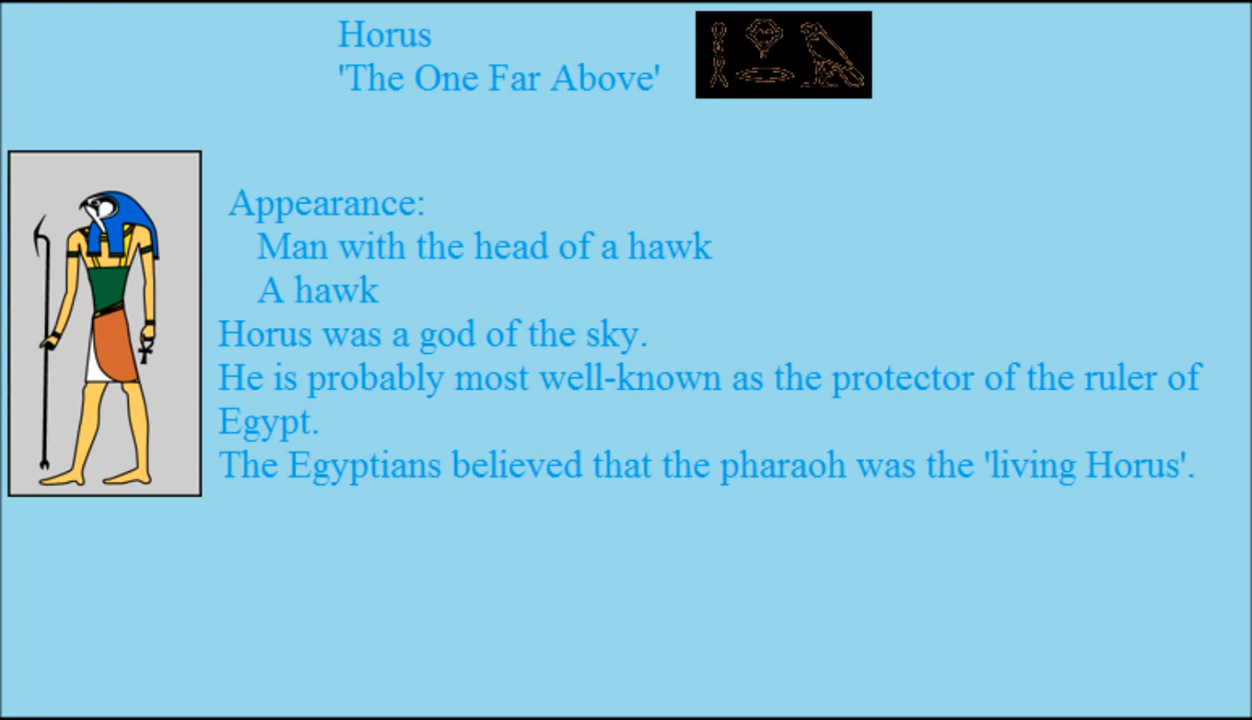 Horus
'The One Far Above'
Appearance:
Man with the head of a hawk
A hawk
Horus was a god of the sky.
He is probably most well-known as the protector of the ruler of
Egypt.
The Egyptians believed that the pharaoh was the 'living Horus'.